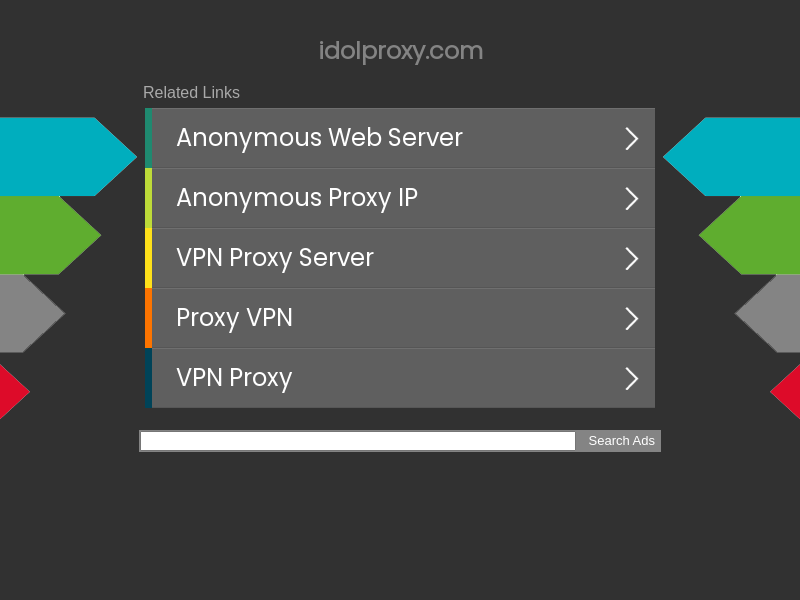 idolproxy.com
Related Links
Anonymous Web Server
Anonymous Proxy IP
VPN Proxy Server
Proxy VPN
VPN Proxy
Search Ads